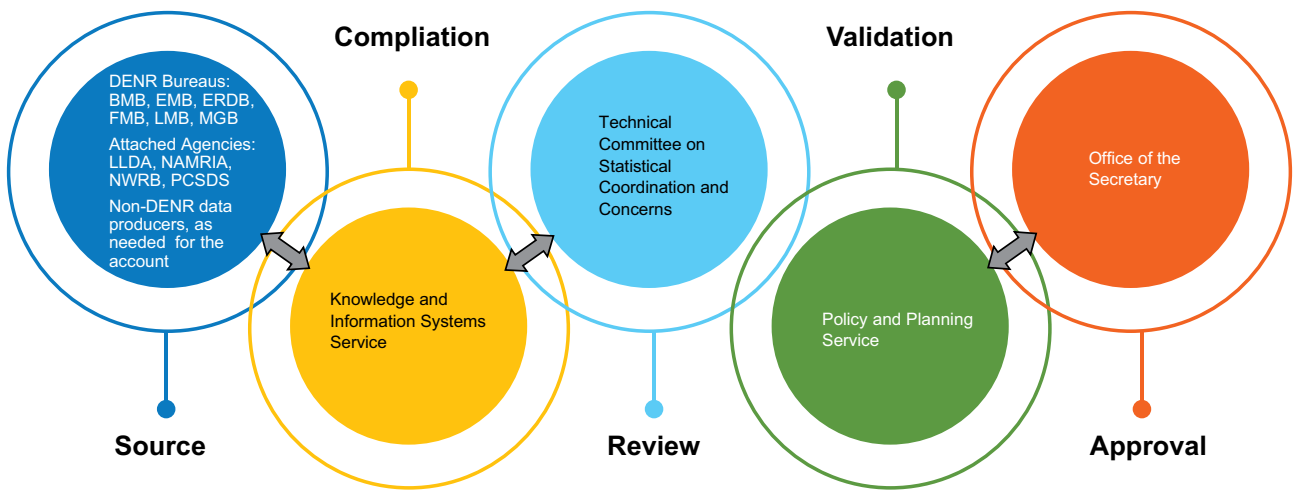 DENR Bureaus:
BMB, EMB, ERDB,
FMB, LMB, MGB
Attached Agencies:
LLDA, NAMRIA,
NWRB, PCSDS
Non-DENR data
producers, as
needed for the
account
Source
Compliation
Knowledge and
Information Systems
Service
Technical
Committee on
Statistical
Coordination and
Concerns
Review
Validation
Policy and Planning
Service
Office of the
Secretary
Approval